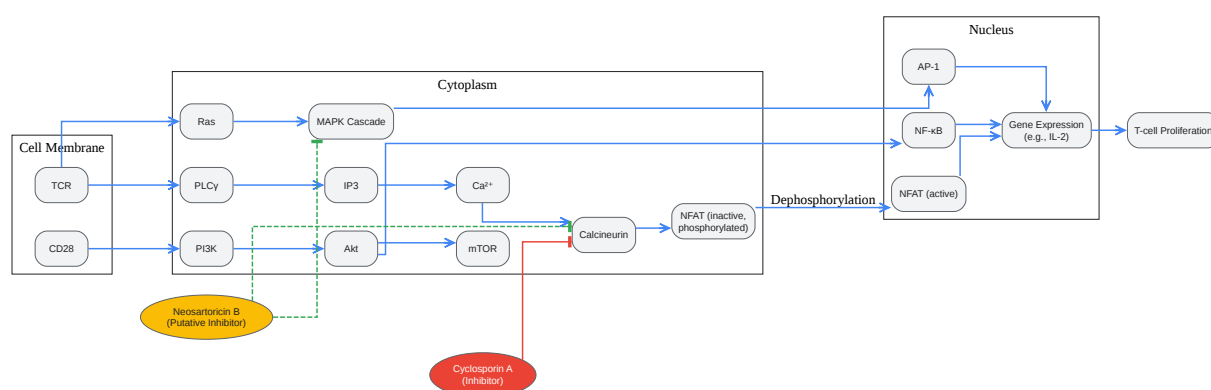 Nucleus
AP-1
Cytoplasm
Ras
MAPK Cascade
NF-κB
Gene Expression
(e.g., IL-2)
T-cell Proliferation
Cell Membrane
TCR
PLCγ
IP3
Ca²⁺
NFAT (active)
Dephosphorylation
NFAT (inactive,
phosphorylated)
Calcineurin
CD28
PI3K
Akt
mTOR
Neosartoricin B
(Putative Inhibitor)
Cyclosporin A
(Inhibitor)